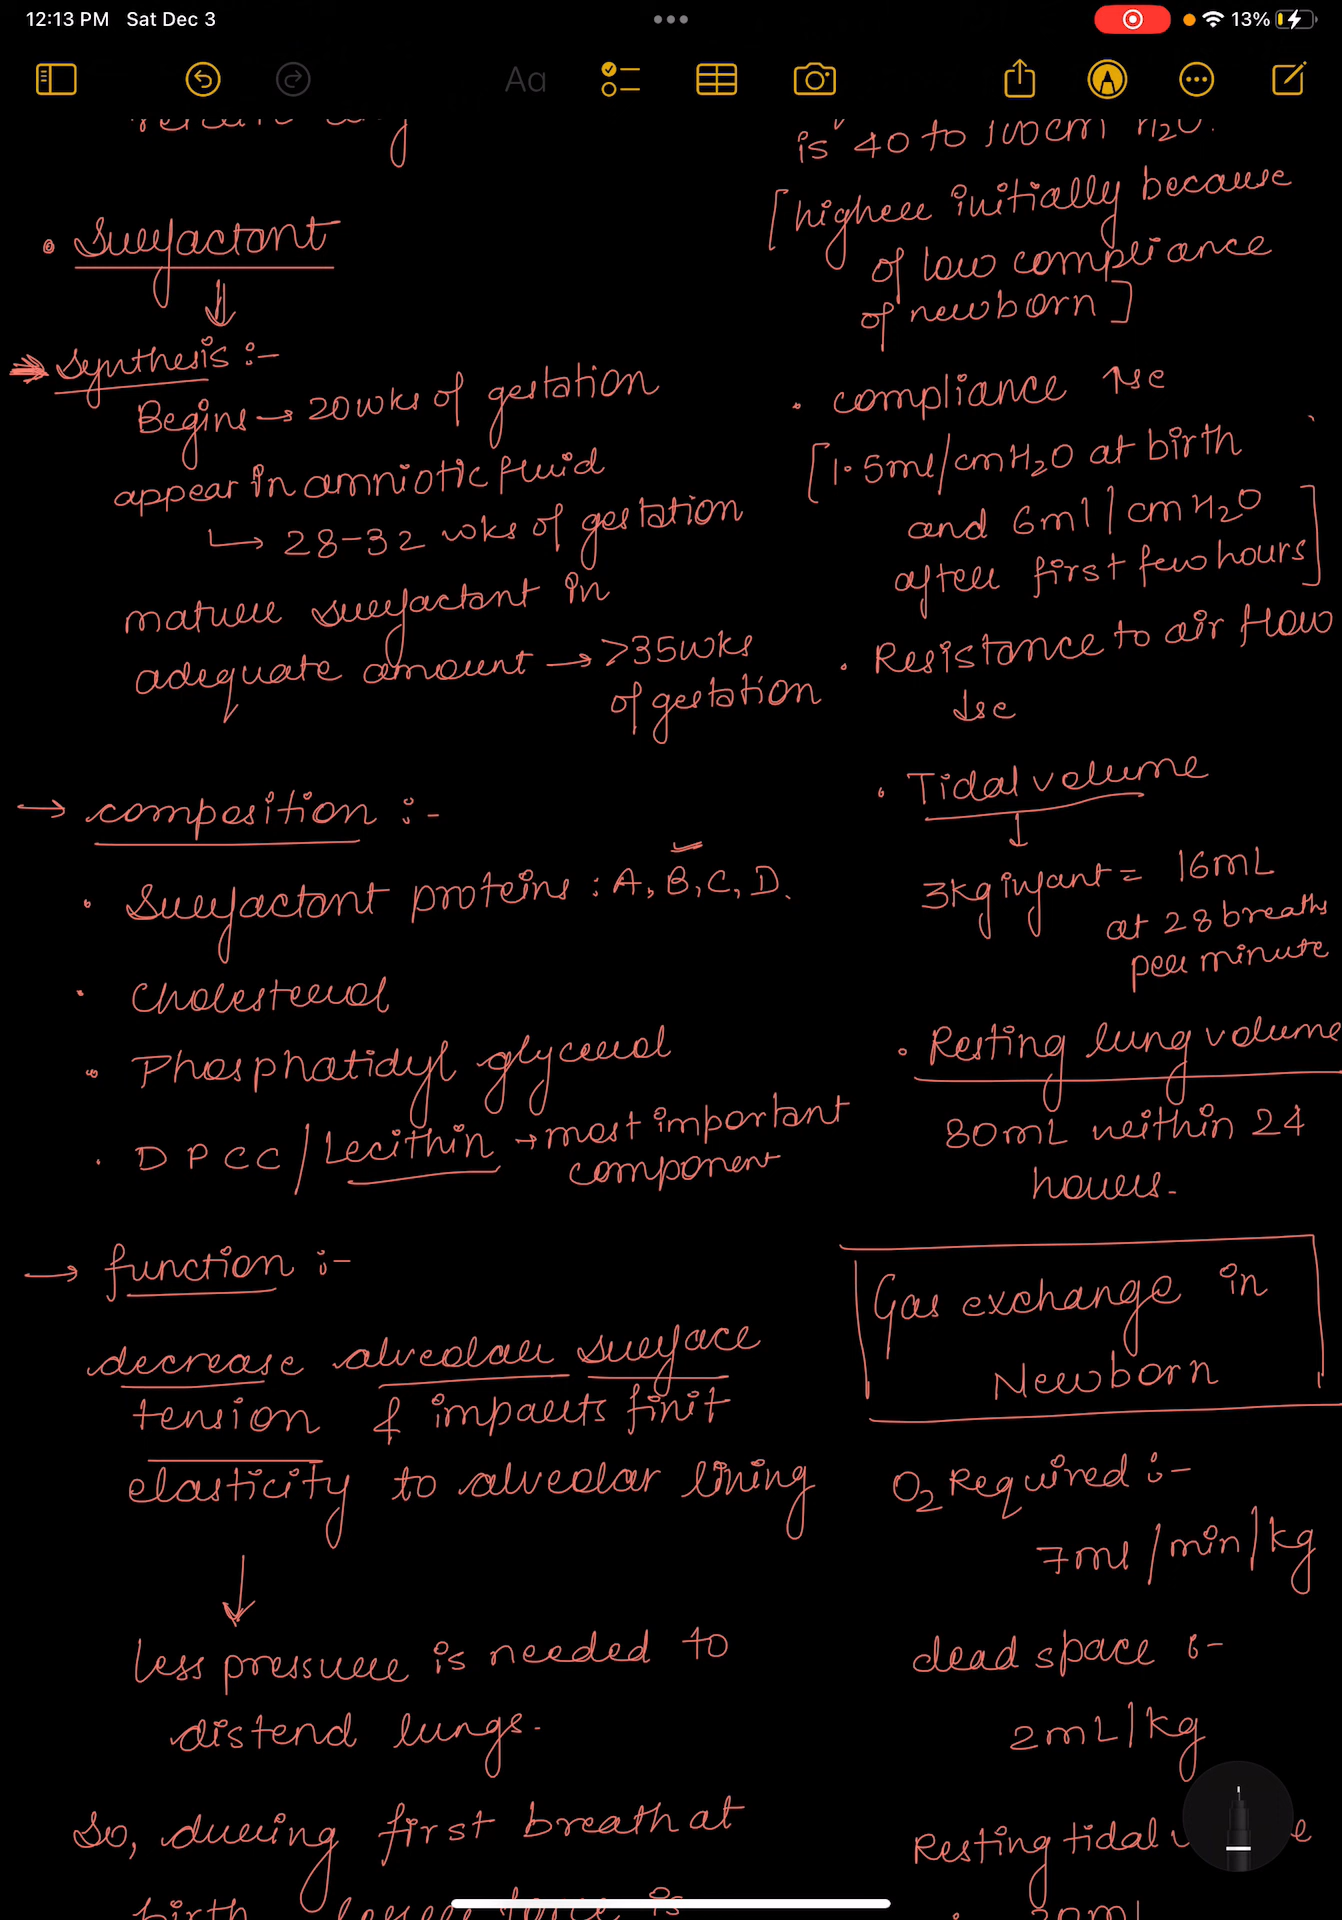 12:13 PM Sat Dec 3
13%
Aa
• Surfactant
Synthesis :-
Begins → 20wks of gestation
appear in amniotic fluid
↳ 28-32 wks of gestation
mature surfactant in
adequate amount → >35wks
of gestation
→ composition :-
• Surfactant proteins : A, B, C, D.
• Cholesterol
• Phosphatidyl glycerol
• DPCC / Lecithin → most important
component
→ function :-
decrease alveolar surface
tension & imparts finit
elasticity to alveolar lining
↓
less pressure is needed to
distend lungs.
So, during first breath at
birth
is 40 to 100cm H2O.
[higher initially because
of low compliance
of newborn]
• compliance ↑se
[1.5ml/cmH2O at birth
and 6ml/cmH2O
after first few hours]
• Resistance to air flow
↓se
• Tidal volume
↓
3kg infant = 16mL
at 28 breaths
per minute
• Resting lung volume
80mL within 24
hours.
Gas exchange in
Newborn
O2 Required :-
7ml/min/kg
dead space :-
2mL/kg
Resting tidal